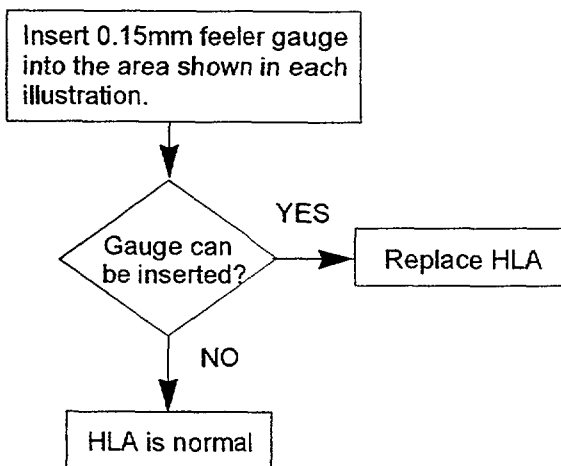 Insert 0.15mm feeler gauge
into the area shown in each
illustration.
YES
Gauge can
be inserted?
Replace HLA
NO
HLA is normal